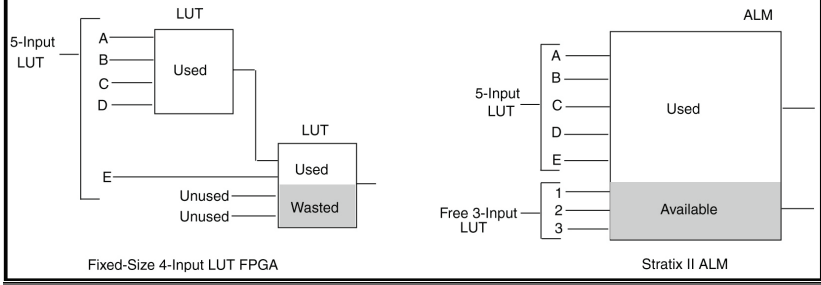 LUT
5-Input
LUT
A
B
C
D
Used
LUT
E
Used
Unused
Unused
Wasted
Fixed-Size 4-Input LUT FPGA
ALM
5-Input
LUT
A
B
C
D
E
Used
Free 3-Input
LUT
1
2
3
Available
Stratix II ALM